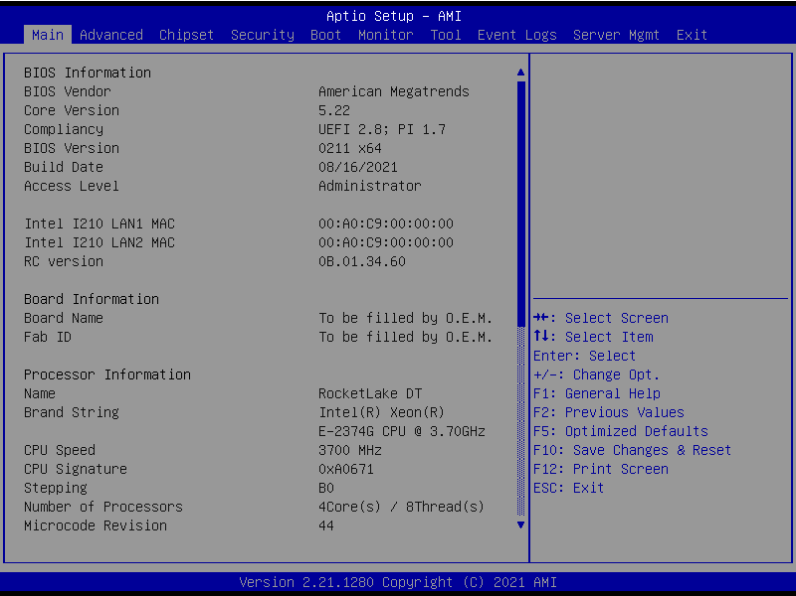 Aptio Setup - AMI
Main Advanced Chipset Security Boot Monitor Tool Event Logs Server Mgmt Exit
BIOS Information
BIOS Vendor American Megatrends
Core Version 5.22
Compliancy UEFI 2.8; PI 1.7
BIOS Version 0211 x64
Build Date 08/16/2021
Access Level Administrator
Intel I210 LAN1 MAC 00:A0:C9:00:00:00
Intel I210 LAN2 MAC 00:A0:C9:00:00:00
RC version 0B.01.34.60
Board Information
Board Name To be filled by O.E.M.
Fab ID To be filled by O.E.M.
Processor Information
Name RocketLake DT
Brand String Intel(R) Xeon(R)
E-2374G CPU @ 3.70GHz
CPU Speed 3700 MHz
CPU Signature 0xA0671
Stepping B0
Number of Processors 4Core(s) / 8Thread(s)
Microcode Revision 44
→←: Select Screen
↑↓: Select Item
Enter: Select
+/-: Change Opt.
F1: General Help
F2: Previous Values
F5: Optimized Defaults
F10: Save Changes & Reset
F12: Print Screen
ESC: Exit
Version 2.21.1280 Copyright (C) 2021 AMI